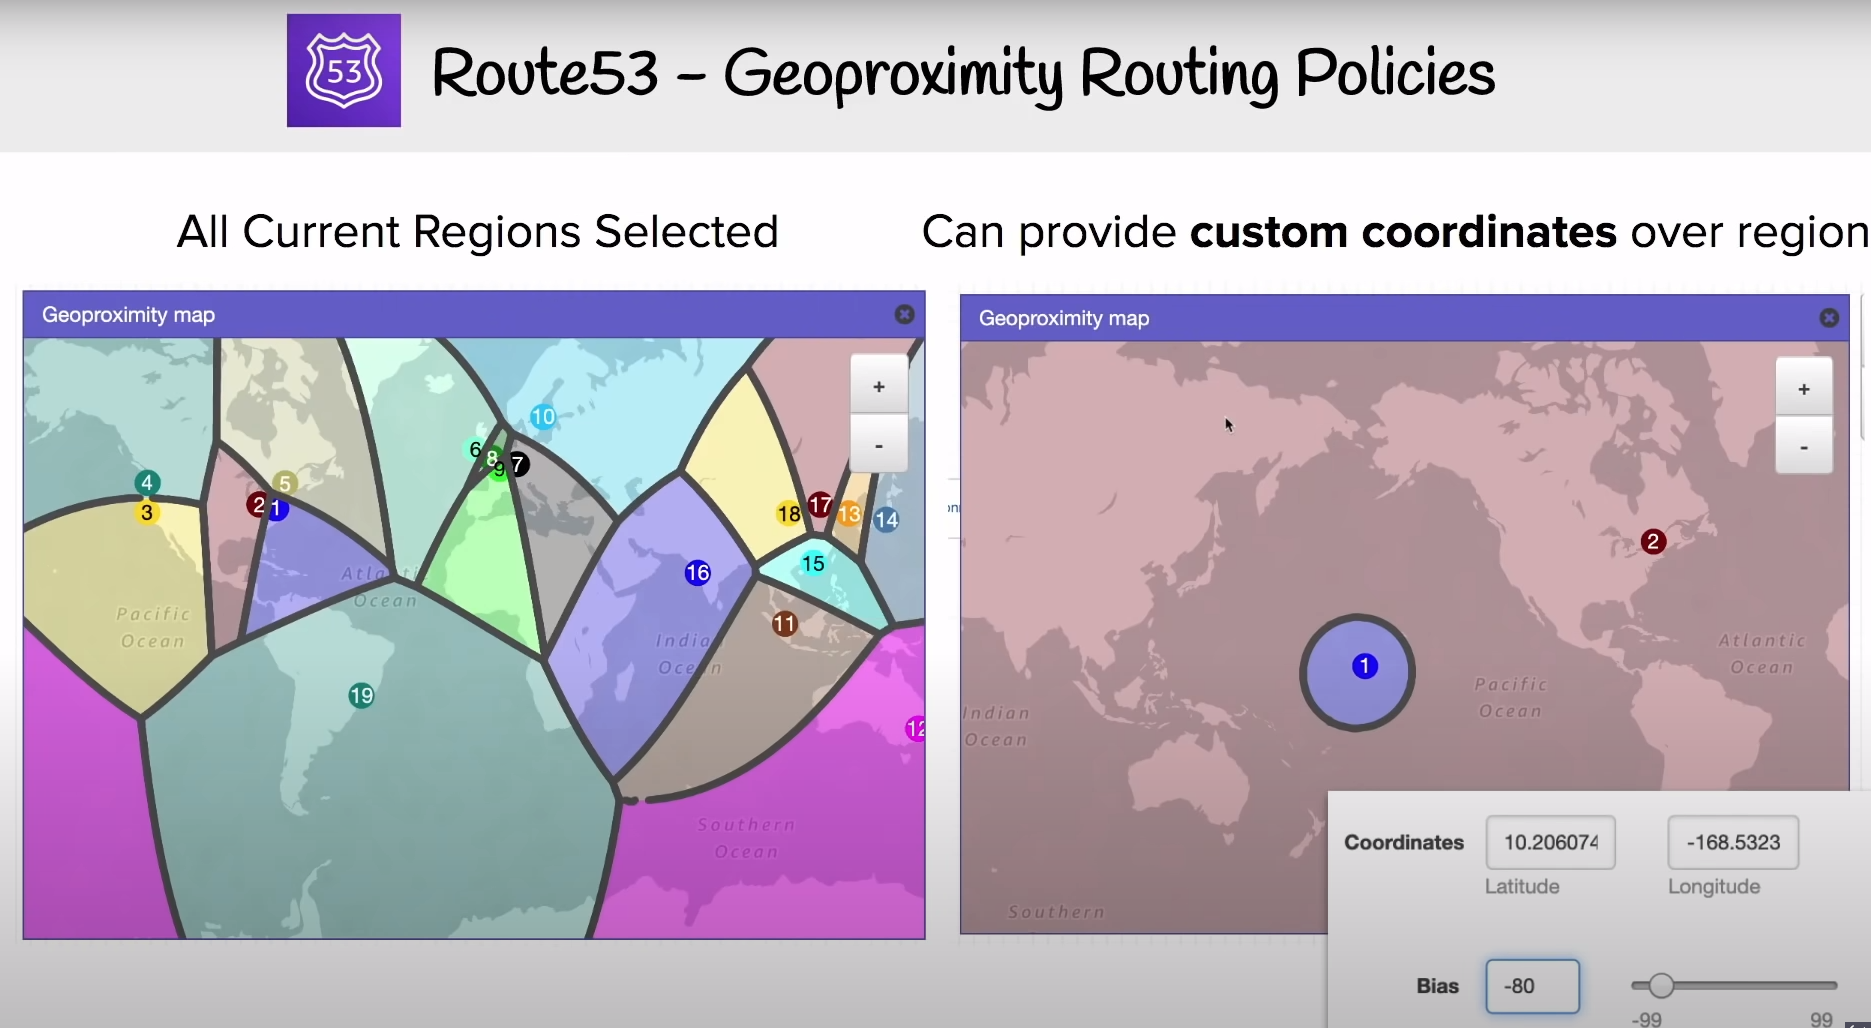 53
Route53 – Geoproximity Routing Policies
All Current Regions Selected
Geoproximity map
+
-
10
6
8
9
7
4
3
5
2
1
18
17
13
14
15
16
11
19
12
Atlantic
Ocean
Pacific
Ocean
Indian
Ocean
Southern
Ocean
Can provide custom coordinates over region
Geoproximity map
+
-
2
1
Atlantic
Ocean
Pacific
Ocean
Indian
Ocean
Southern
Coordinates
10.206074
-168.5323
Latitude
Longitude
Bias
-80
-99
99